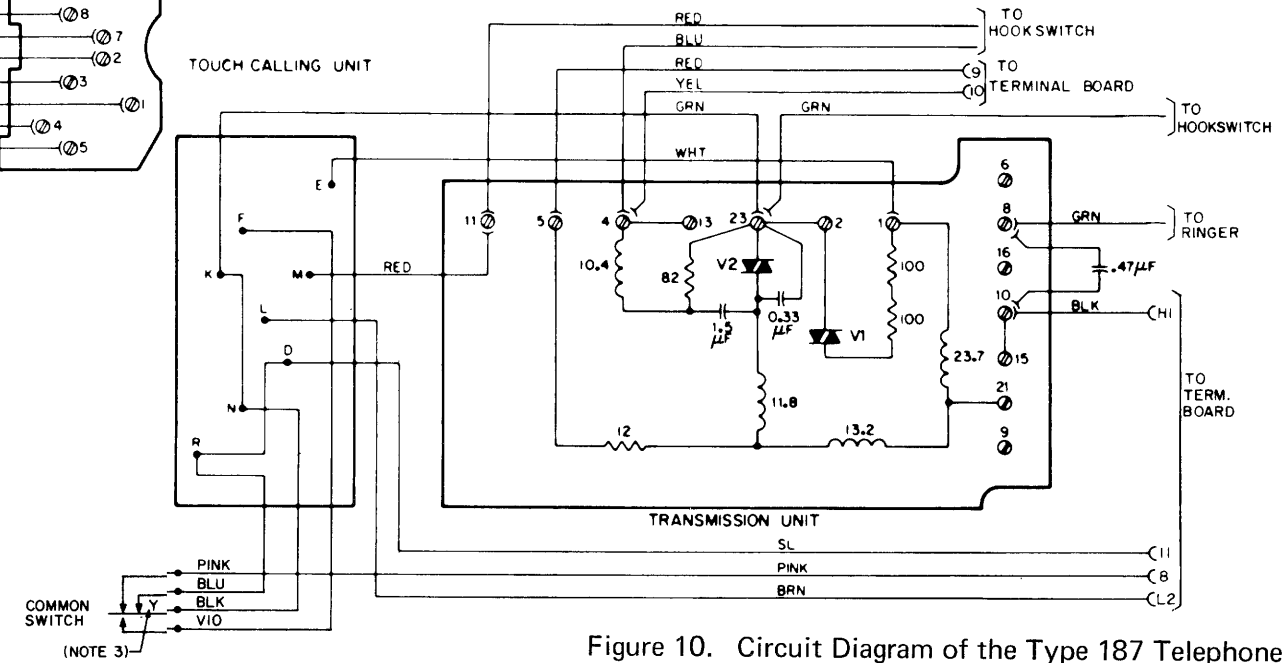 8
7
2
3
1
4
5
TOUCH CALLING UNIT
RED
BLU
TO
HOOKSWITCH
RED
9
YEL
10
TO
TERMINAL BOARD
GRN
GRN
TO
HOOKSWITCH
WHT
E
F
K
M
RED
L
D
N
R
11
5
4
13
23
2
1
6
8
GRN
TO
RINGER
16
.47µF
10
BLK
H1
15
21
9
TO
TERM.
BOARD
10.4
82
V2
1.5
µF
0.33
µF
V1
100
100
23.7
11.8
12
13.2
TRANSMISSION UNIT
SL
11
PINK
8
BRN
L2
PINK
BLU
BLK
VIO
Y
COMMON
SWITCH
(NOTE 3)
Figure 10. Circuit Diagram of the Type 187 Telephone